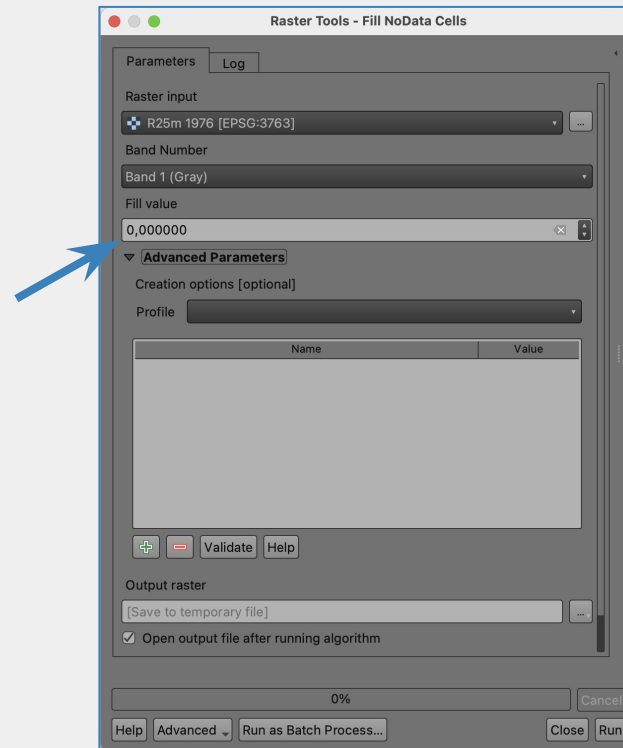 Raster Tools - Fill NoData Cells
Parameters Log
Raster input
R25m 1976 [EPSG:3763] ...
Band Number
Band 1 (Gray)
Fill value
0,000000
Advanced Parameters
Creation options [optional]
Profile
Name Value
Validate Help
Output raster
[Save to temporary file] ...
Open output file after running algorithm
0% Cancel
Help Advanced Run as Batch Process... Close Run